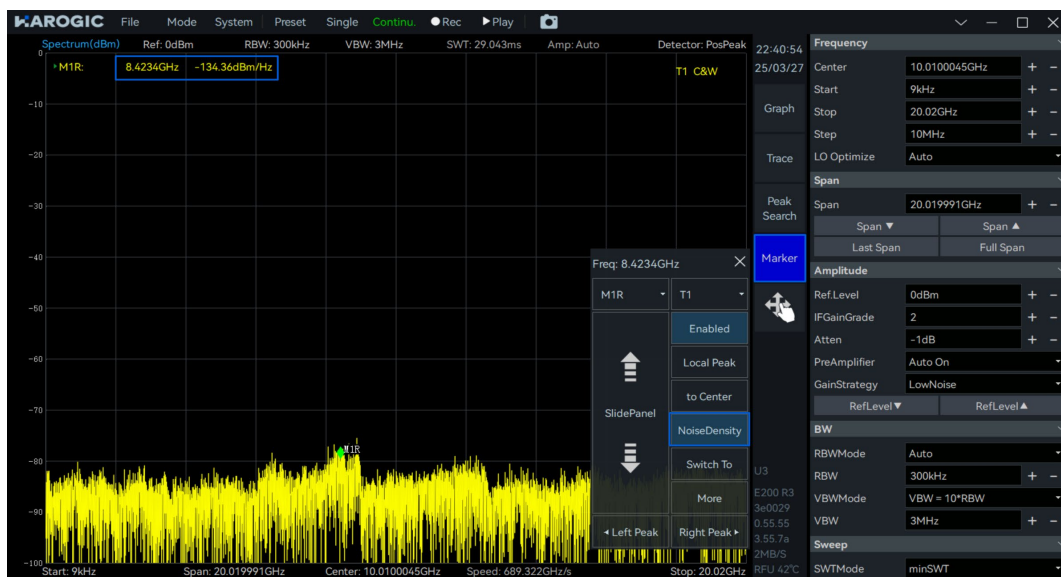 HAROGIC File Mode System Preset Single Continu. Rec Play
Spectrum(dBm) Ref: 0dBm RBW: 300kHz VBW: 3MHz SWT: 29.043ms Amp: Auto Detector: PosPeak
M1R: 8.4234GHz -134.36dBm/Hz
T1 C&W
0
-10
-20
-30
-40
-50
-60
-70
-80
-90
-100
M1R
Start: 9kHz Span: 20.019991GHz Center: 10.0100045GHz Speed: 689.322GHz/s Stop: 20.02GHz
Freq: 8.4234GHz
M1R T1
Enabled
Local Peak
to Center
SlidePanel
NoiseDensity
Switch To
More
Left Peak Right Peak
22:40:54
25/03/27
Graph
Trace
Peak
Search
Marker
U3
E200 R3
3e0029
0.55.55
3.55.7a
2MB/S
RFU 42°C
Frequency
Center 10.0100045GHz + -
Start 9kHz + -
Stop 20.02GHz + -
Step 10MHz + -
LO Optimize Auto
Span
Span 20.019991GHz + -
Span ▼ Span ▲
Last Span Full Span
Amplitude
Ref.Level 0dBm + -
IFGainGrade 2 + -
Atten -1dB + -
PreAmplifier Auto On
GainStrategy LowNoise
RefLevel▼ RefLevel▲
BW
RBWMode Auto
RBW 300kHz + -
VBWMode VBW = 10*RBW
VBW 3MHz + -
Sweep
SWTMode minSWT